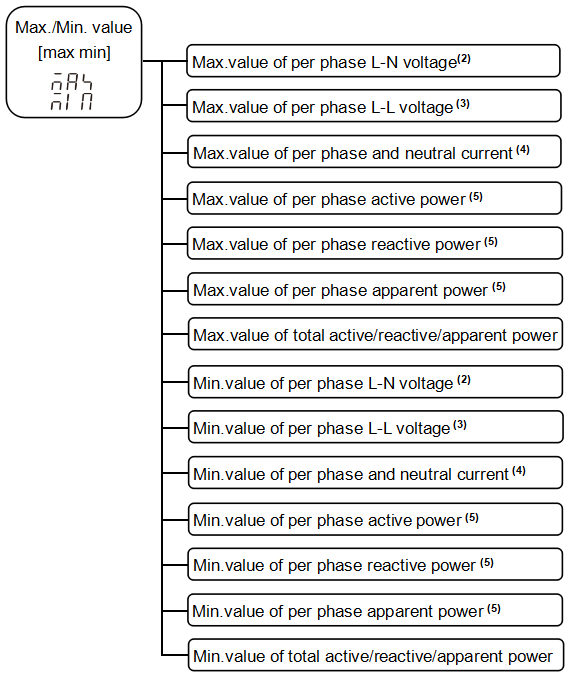 Max./Min. value
[max min]
MAX
MIN
Max.value of per phase L-N voltage(2)
Max.value of per phase L-L voltage(3)
Max.value of per phase and neutral current(4)
Max.value of per phase active power(5)
Max.value of per phase reactive power(5)
Max.value of per phase apparent power(5)
Max.value of total active/reactive/apparent power
Min.value of per phase L-N voltage(2)
Min.value of per phase L-L voltage(3)
Min.value of per phase and neutral current(4)
Min.value of per phase active power(5)
Min.value of per phase reactive power(5)
Min.value of per phase apparent power(5)
Min.value of total active/reactive/apparent power